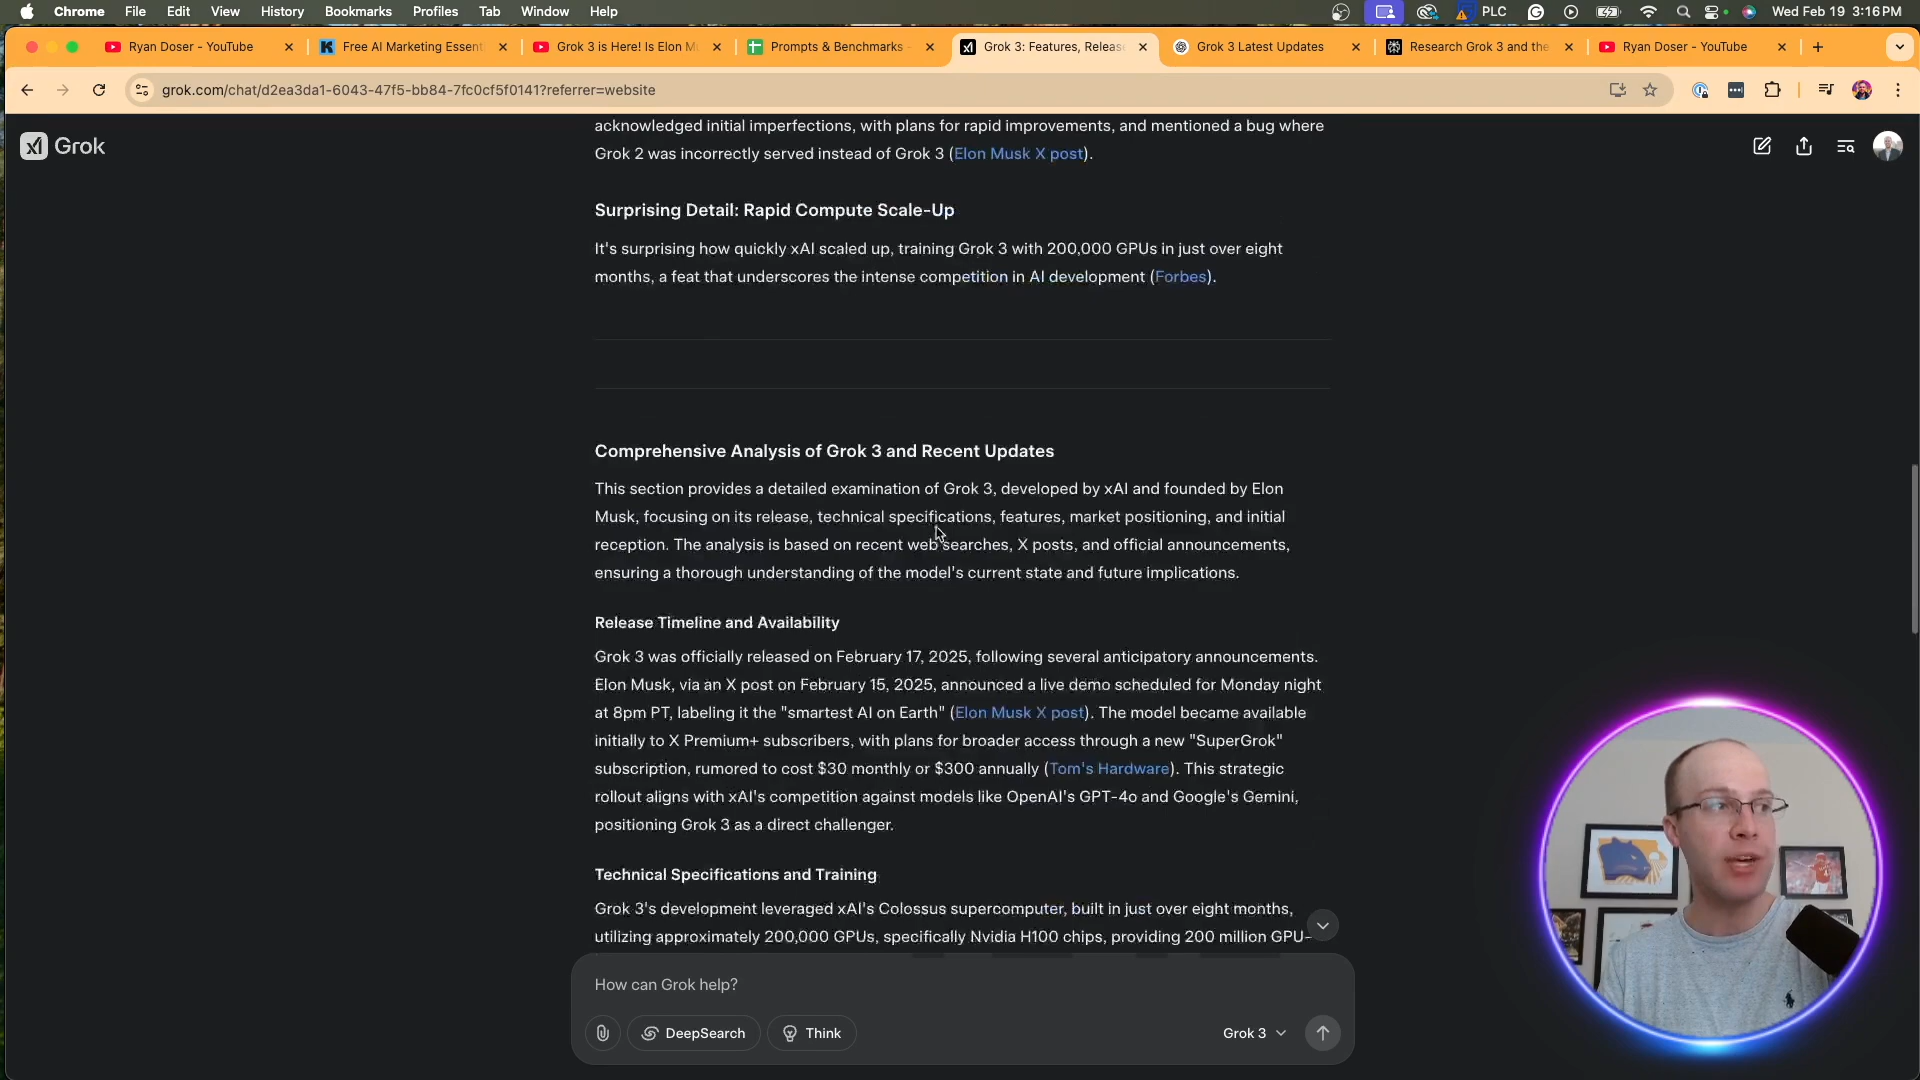 Chrome File Edit View History Bookmarks Profiles Tab Window Help PLC Wed Feb 19 3:16 PM
Ryan Doser - YouTube Free AI Marketing Essent Grok 3 is Here! Is Elon M Prompts & Benchmarks - Grok 3: Features, Release Grok 3 Latest Updates Research Grok 3 and the Ryan Doser - YouTube
grok.com/chat/d2ea3da1-6043-47f5-bb84-7fc0cf5f0141?referrer=website
Grok
acknowledged initial imperfections, with plans for rapid improvements, and mentioned a bug where
Grok 2 was incorrectly served instead of Grok 3 (Elon Musk X post).
Surprising Detail: Rapid Compute Scale-Up
It's surprising how quickly xAI scaled up, training Grok 3 with 200,000 GPUs in just over eight
months, a feat that underscores the intense competition in AI development (Forbes).
Comprehensive Analysis of Grok 3 and Recent Updates
This section provides a detailed examination of Grok 3, developed by xAI and founded by Elon
Musk, focusing on its release, technical specifications, features, market positioning, and initial
reception. The analysis is based on recent web searches, X posts, and official announcements,
ensuring a thorough understanding of the model's current state and future implications.
Release Timeline and Availability
Grok 3 was officially released on February 17, 2025, following several anticipatory announcements.
Elon Musk, via an X post on February 15, 2025, announced a live demo scheduled for Monday night
at 8pm PT, labeling it the "smartest AI on Earth" (Elon Musk X post). The model became available
initially to X Premium+ subscribers, with plans for broader access through a new "SuperGrok"
subscription, rumored to cost $30 monthly or $300 annually (Tom's Hardware). This strategic
rollout aligns with xAI's competition against models like OpenAI's GPT-4o and Google's Gemini,
positioning Grok 3 as a direct challenger.
Technical Specifications and Training
Grok 3's development leveraged xAI's Colossus supercomputer, built in just over eight months,
utilizing approximately 200,000 GPUs, specifically Nvidia H100 chips, providing 200 million GPU-
How can Grok help?
DeepSearch Think Grok 3